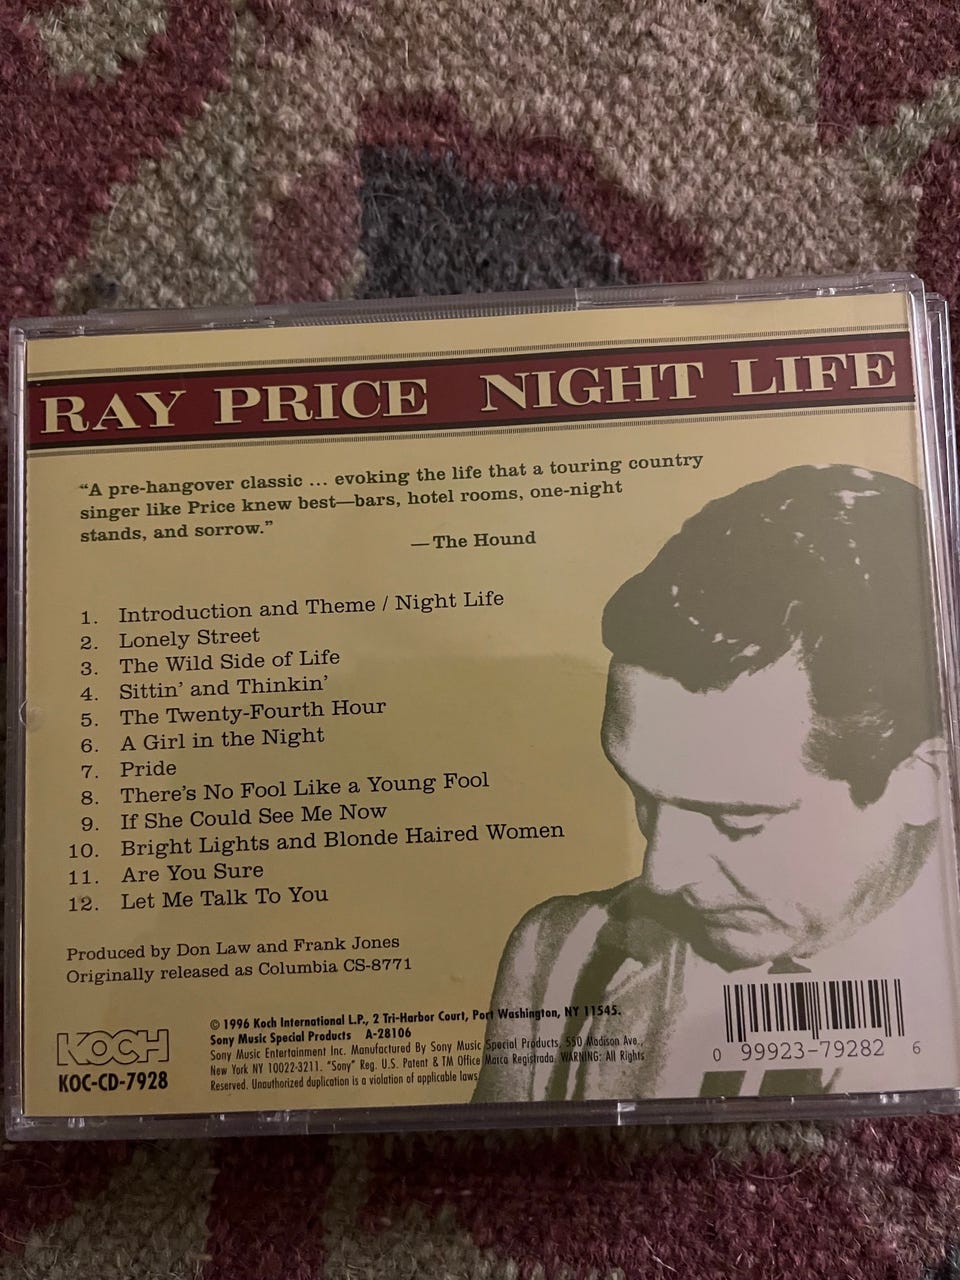 RAY PRICE NIGHT LIFE
“A pre-hangover classic ... evoking the life that a touring country
singer like Price knew best—bars, hotel rooms, one-night
stands, and sorrow.”
—The Hound
1. Introduction and Theme / Night Life
2. Lonely Street
3. The Wild Side of Life
4. Sittin’ and Thinkin’
5. The Twenty-Fourth Hour
6. A Girl in the Night
7. Pride
8. There’s No Fool Like a Young Fool
9. If She Could See Me Now
10. Bright Lights and Blonde Haired Women
11. Are You Sure
12. Let Me Talk To You
Produced by Don Law and Frank Jones
Originally released as Columbia CS-8771
KOCH
KOC-CD-7928
© 1996 Koch International L.P., 2 Tri-Harbor Court, Port Washington, NY 11545.
Sony Music Special Products A-28106
Sony Music Entertainment Inc. Manufactured By Sony Music Special Products, 550 Madison Ave.,
New York NY 10022-3211. “Sony” Reg. U.S. Patent & TM Office Marca Registrada. WARNING: All Rights
Reserved. Unauthorized duplication is a violation of applicable laws.
0 99923-79282 6